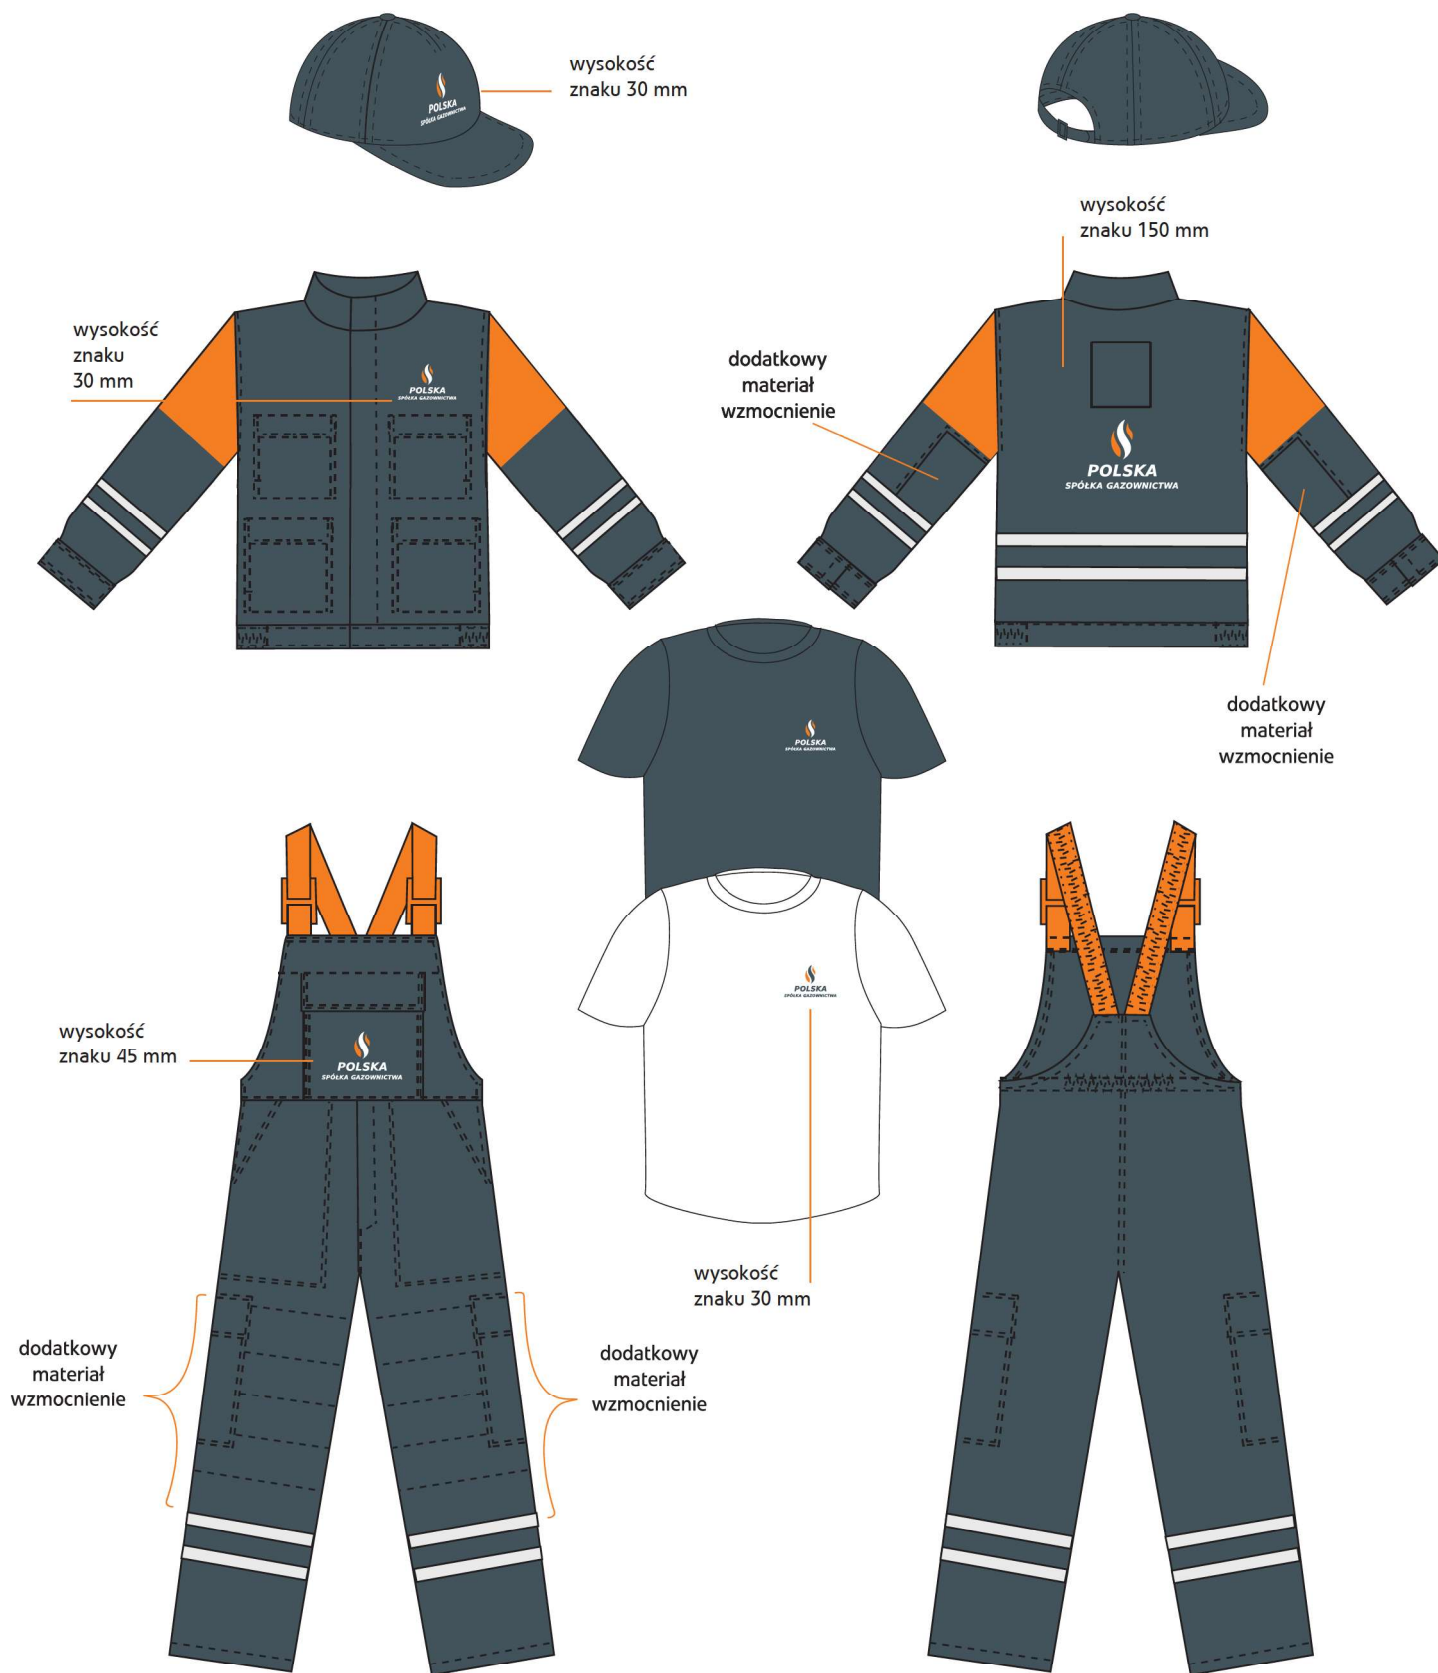 wysokość
znaku 30 mm
POLSKA
SPÓŁKA GAZOWNICTWA
wysokość
znaku 150 mm
wysokość
znaku
30 mm
POLSKA
SPÓŁKA GAZOWNICTWA
dodatkowy
materiał
wzmocnienie
POLSKA
SPÓŁKA GAZOWNICTWA
dodatkowy
materiał
wzmocnienie
POLSKA
SPÓŁKA GAZOWNICTWA
POLSKA
SPÓŁKA GAZOWNICTWA
wysokość
znaku 45 mm
POLSKA
SPÓŁKA GAZOWNICTWA
wysokość
znaku 30 mm
dodatkowy
materiał
wzmocnienie
dodatkowy
materiał
wzmocnienie